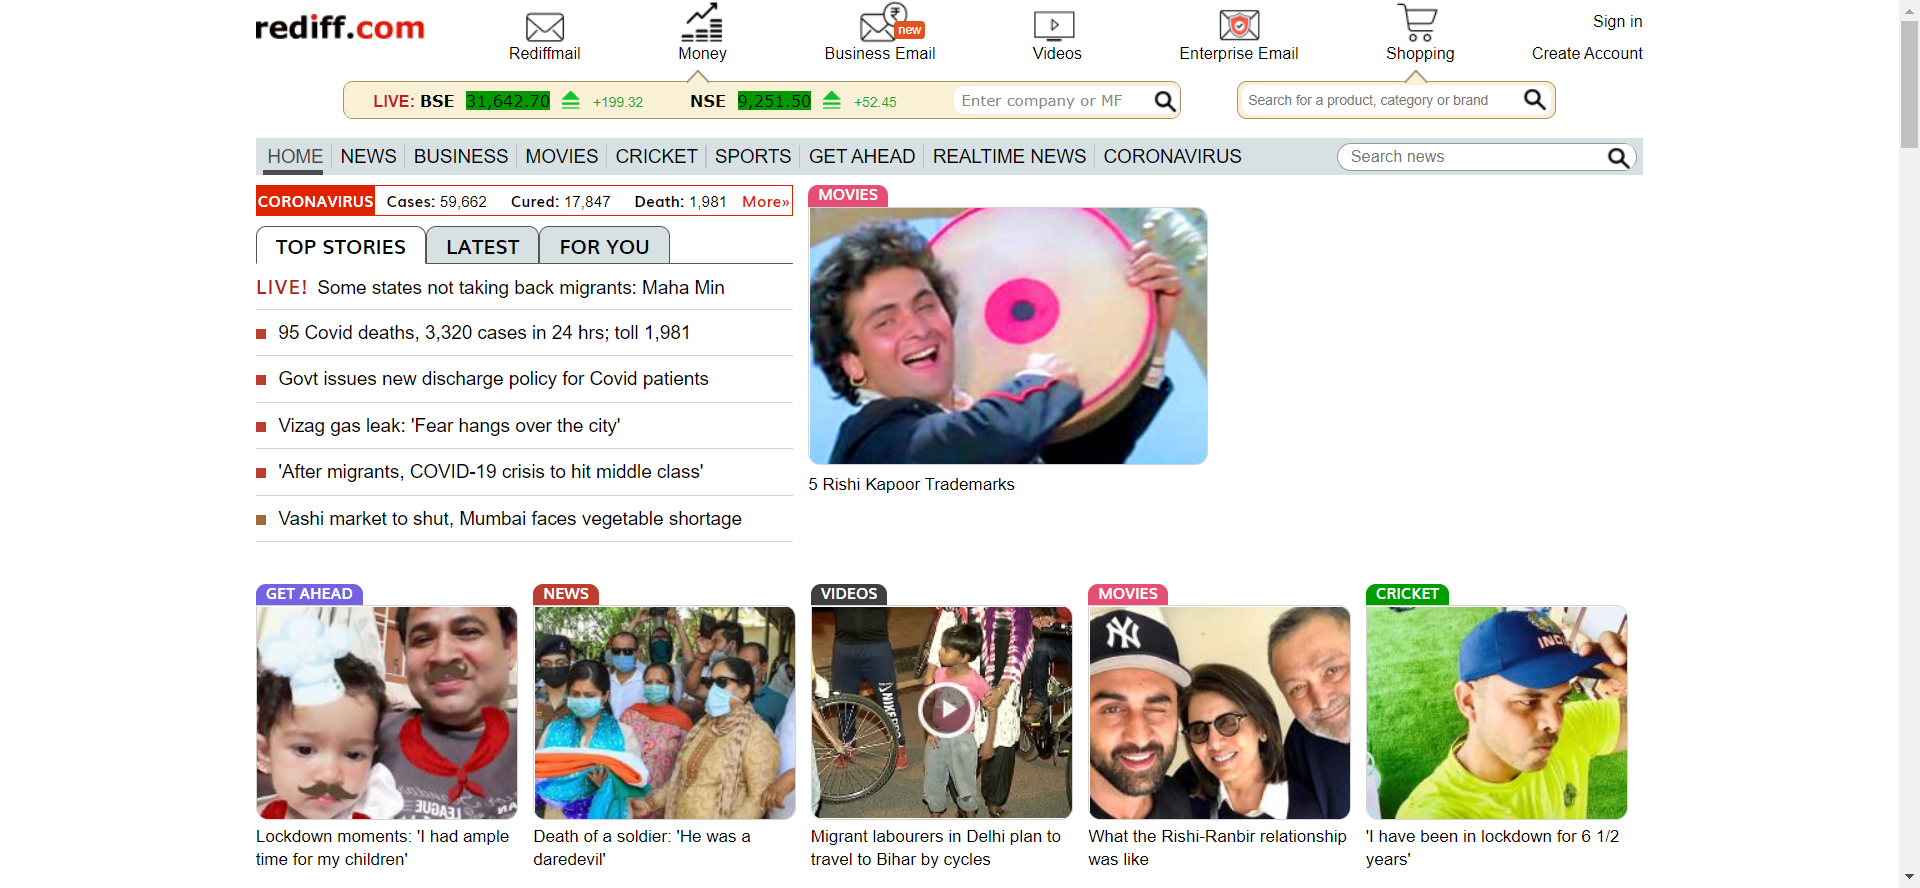 rediff.com
Rediffmail
Money
₹
new
Business Email
Videos
Enterprise Email
Shopping
Sign in
Create Account
LIVE: BSE 31,642.70 +199.32 NSE 9,251.50 +52.45 Enter company or MF
Search for a product, category or brand
HOME NEWS BUSINESS MOVIES CRICKET SPORTS GET AHEAD REALTIME NEWS CORONAVIRUS Search news
CORONAVIRUS Cases: 59,662 Cured: 17,847 Death: 1,981 More»
TOP STORIES LATEST FOR YOU
LIVE! Some states not taking back migrants: Maha Min
95 Covid deaths, 3,320 cases in 24 hrs; toll 1,981
Govt issues new discharge policy for Covid patients
Vizag gas leak: 'Fear hangs over the city'
'After migrants, COVID-19 crisis to hit middle class'
Vashi market to shut, Mumbai faces vegetable shortage
MOVIES
5 Rishi Kapoor Trademarks
GET AHEAD
LEAGUE
Lockdown moments: 'I had ample
time for my children'
NEWS
Death of a soldier: 'He was a
daredevil'
VIDEOS
NIKE
Migrant labourers in Delhi plan to
travel to Bihar by cycles
MOVIES
NY
What the Rishi-Ranbir relationship
was like
CRICKET
IND
'I have been in lockdown for 6 1/2
years'